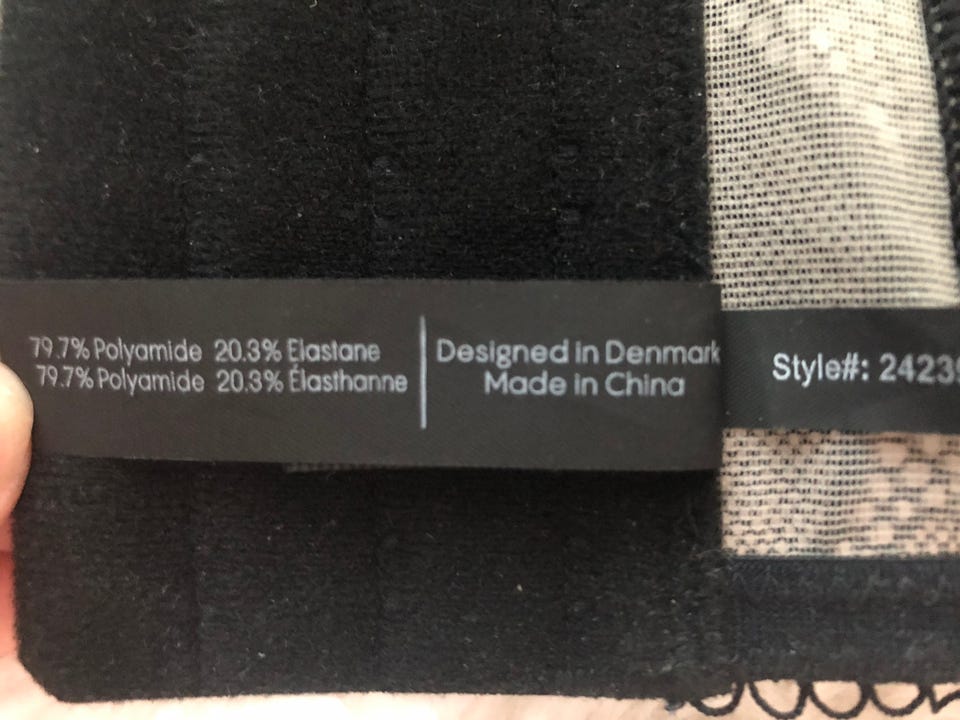 79.7% Polyamide 20.3% Elastane
79.7% Polyamide 20.3% Élasthanne
Designed in Denmark
Made in China
Style#: